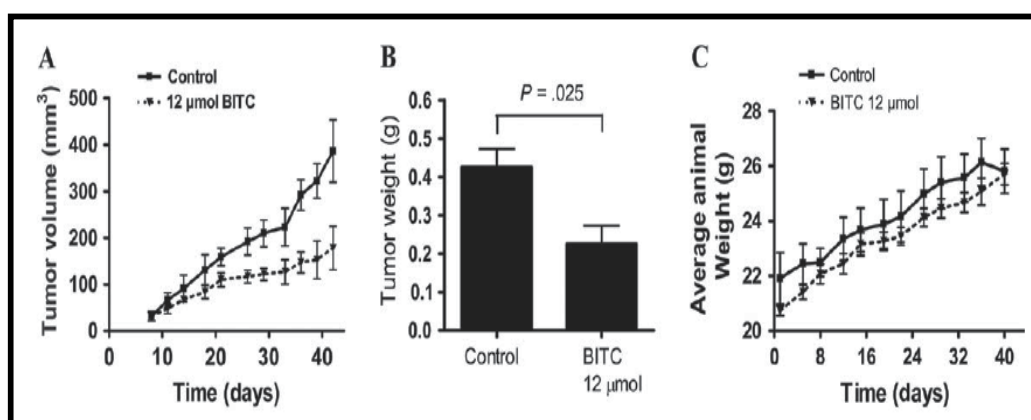 A
Control
12 µmol BITC
Tumor volume (mm³)
500
400
300
200
100
0
0
10
20
30
40
Time (days)
B
P = .025
Tumor weight (g)
0.6
0.5
0.4
0.3
0.2
0.1
0.0
Control
BITC
12 µmol
C
Control
BITC 12 µmol
Average animal
Weight (g)
28
26
24
22
20
0
8
16
24
32
40
Time (days)